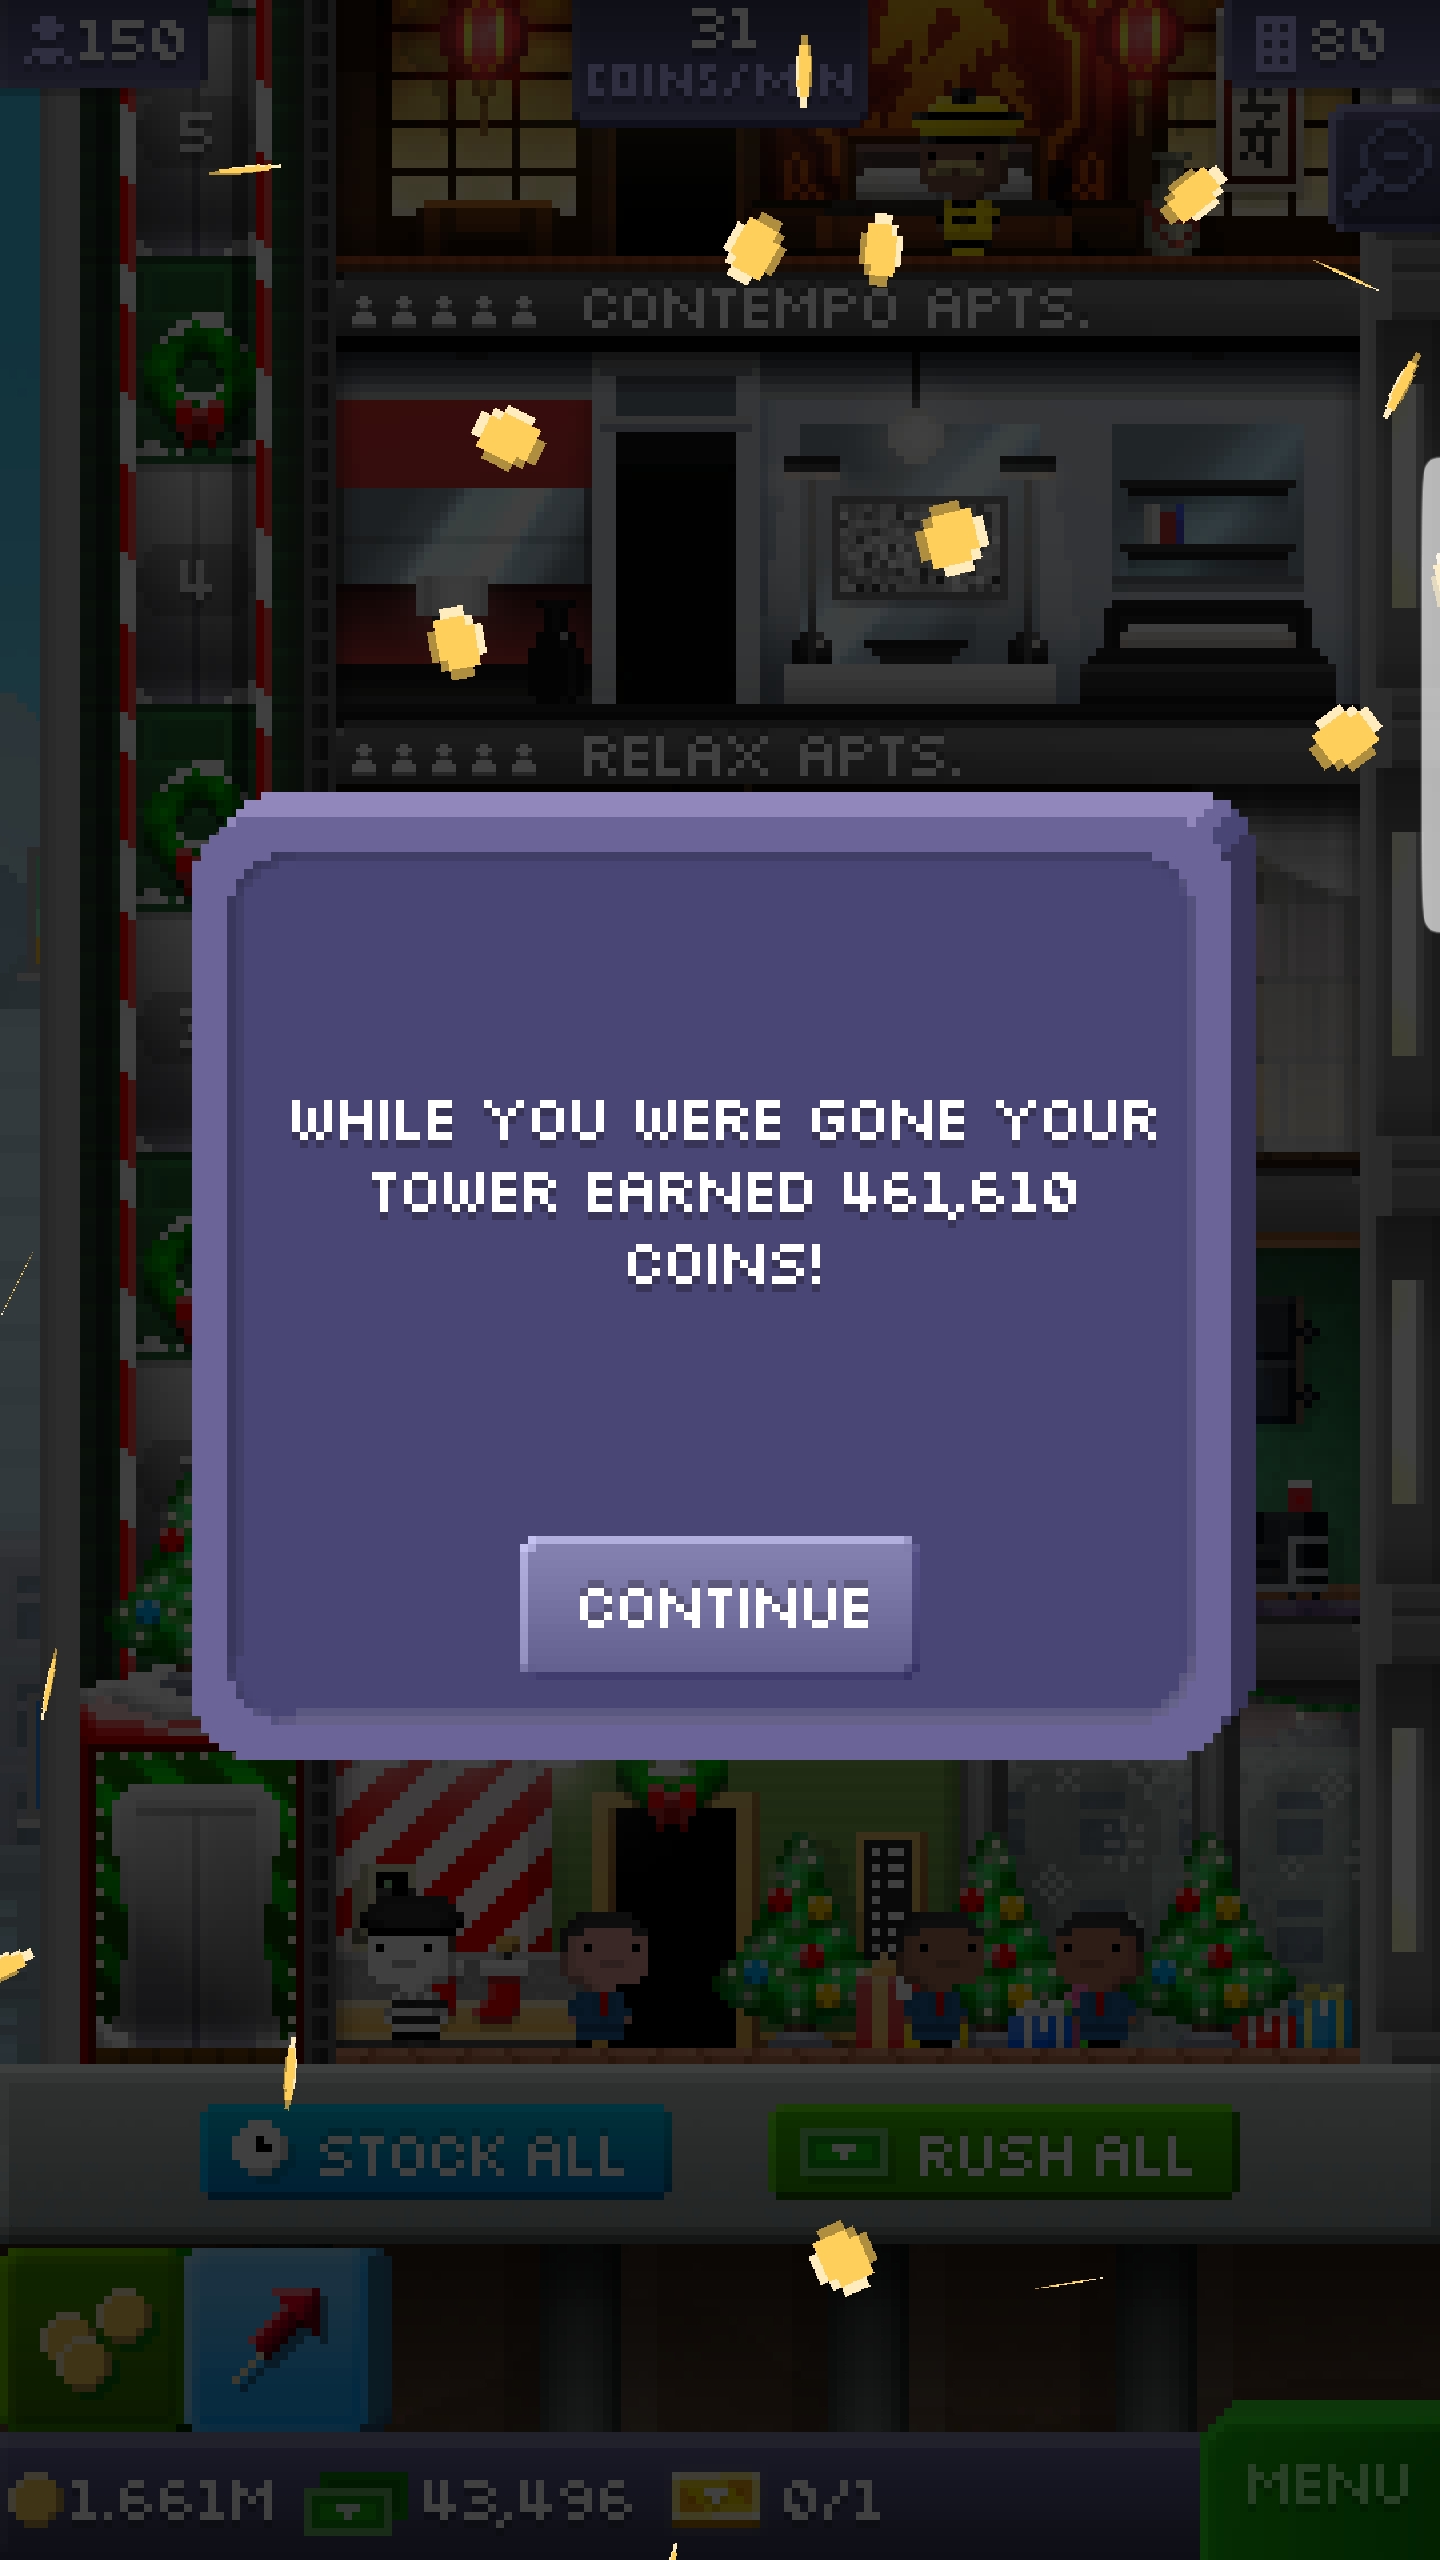 150
31
COINS/MIN
80
5
CONTEMPO APTS.
4
RELAX APTS.
WHILE YOU WERE GONE YOUR
TOWER EARNED 461,610
COINS!
CONTINUE
STOCK ALL
RUSH ALL
1.661M
43,496
0/1
MENU